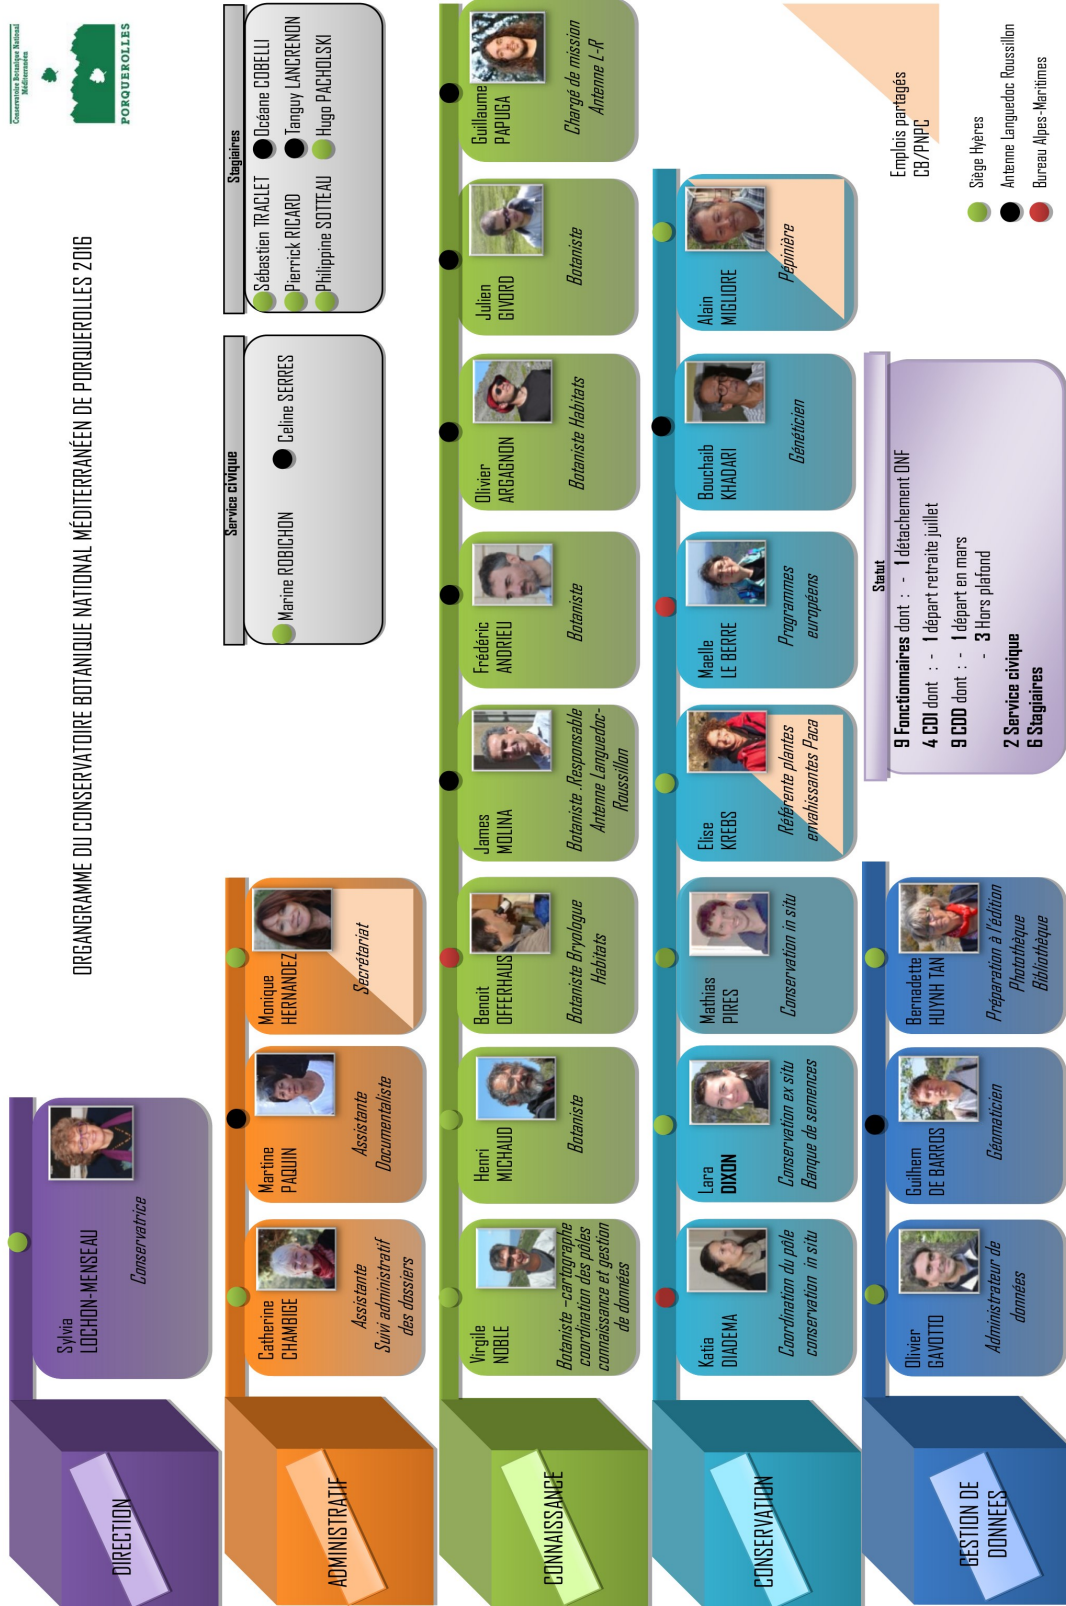 Conservatoire Botanique National
Méditerranéen
PORQUEROLLES
ORGANIGRAMME DU CONSERVATOIRE BOTANIQUE NATIONAL MÉDITERRANÉEN DE PORQUEROLLES 2016
DIRECTION
Sylvia
LOCHON-MENSEAU
Conservatrice
Service civique
Marine ROBICHON
Celine SERRES
Stagiaires
Sébastien TRACLET
Océane COBELLI
Pierrick RICARD
Tanguy LANCRENON
Philippine SOTTEAU
Hugo PACHOLSKI
ADMINISTRATIF
Catherine
CHAMBIGE
Assistante
Suivi administratif
des dossiers
Martine
PAQUIN
Assistante
Documentaliste
Monique
HERNANDEZ
Secrétariat
CONNAISSANCE
Virgile
NOBLE
Botaniste -cartographe
coordination des pôles
connaissance et gestion
de données
Henri
MICHAUD
Botaniste
Benoit
OFFERHAUS
Botaniste Bryologue
Habitats
James
MOLINA
Botaniste .Responsable
Antenne Languedoc-
Roussillon
Frédéric
ANDRIEU
Botaniste
Olivier
ARGAGNON
Botaniste Habitats
Julien
GIVORD
Botaniste
Guillaume
PAPUGA
Chargé de mission
Antenne L-R
CONSERVATION
Katia
DIADEMA
Coordination du pôle
conservation in situ
Lara
DIXON
Conservation ex situ
Banque de semences
Mathias
PIRES
Conservation in situ
Elise
KREBS
Référente plantes
envahissantes Paca
Maelle
LE BERRE
Programmes
européens
Bouchaib
KHADARI
Généticien
Alain
MIGLIORE
Pépinière
GESTION DE
DONNEES
Olivier
GAVOTTO
Administrateur de
données
Guilhem
DE BARROS
Géomaticien
Bernadette
HUYNH TAN
Préparation à l'édition
Photothèque
Bibliothèque
Statut
9 Fonctionnaires dont : - 1 détachement ONF
4 CDI dont : - 1 départ retraite juillet
9 CDD dont : - 1 départ en mars
- 3 Hors plafond
2 Service civique
6 Stagiaires
Emplois partagés
CB/PNPC
Siège Hyères
Antenne Languedoc Roussillon
Bureau Alpes-Maritimes